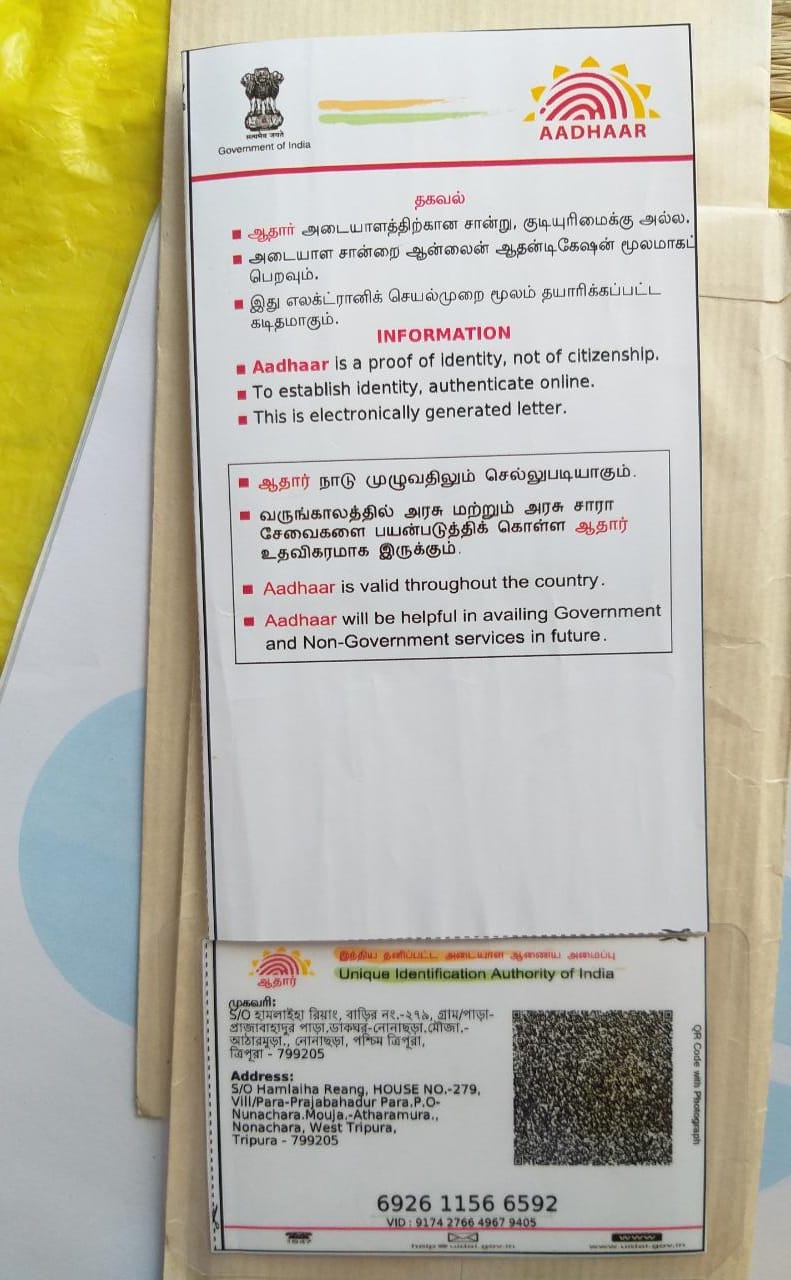 सत्यमेव जयते
Government of India
AADHAAR
தகவல்
ஆதார் அடையாளத்திற்கான சான்று, குடியுரிமைக்கு அல்ல.
அடையாள சான்றை ஆன்லைன் ஆதன்டிகேஷன் மூலமாகட்
பெறவும்.
இது எலக்ட்ரானிக் செயல்முறை மூலம் தயாரிக்கப்பட்ட
கடிதமாகும்.
INFORMATION
Aadhaar is a proof of identity, not of citizenship.
To establish identity, authenticate online.
This is electronically generated letter.
ஆதார் நாடு முழுவதிலும் செல்லுபடியாகும்.
வருங்காலத்தில் அரசு மற்றும் அரசு சாரா
சேவைகளை பயன்படுத்திக் கொள்ள ஆதார்
உதவிகரமாக இருக்கும்.
Aadhaar is valid throughout the country.
Aadhaar will be helpful in availing Government
and Non-Government services in future.
இந்திய தனிப்பட்ட அடையாள ஆணைய அமைப்பு
Unique Identification Authority of India
ஆதார்
முகவரி:
S/O হামলাইহা রিয়াং, বাড়ির নং.-২৭৯, গ্রাম/পাড়া-
প্রাজাবাহাদুর পাড়া,ডাকঘর-নোনাছড়া,মৌজা,-
আঠারমুড়া., নোনাছড়া, পশ্চিম ত্রিপুরা,
ত্রিপুরা - 799205
Address:
S/O Hamlaiha Reang, HOUSE NO.-279,
Vill/Para-Prajabahadur Para.P.O-
Nunachara.Mouja,-Atharamura.,
Nonachara, West Tripura,
Tripura - 799205
QR Code with Photograph
6926 1156 6592
VID : 9174 2766 4967 9405
1947
help@uidai.gov.in
www
www.uidai.gov.in